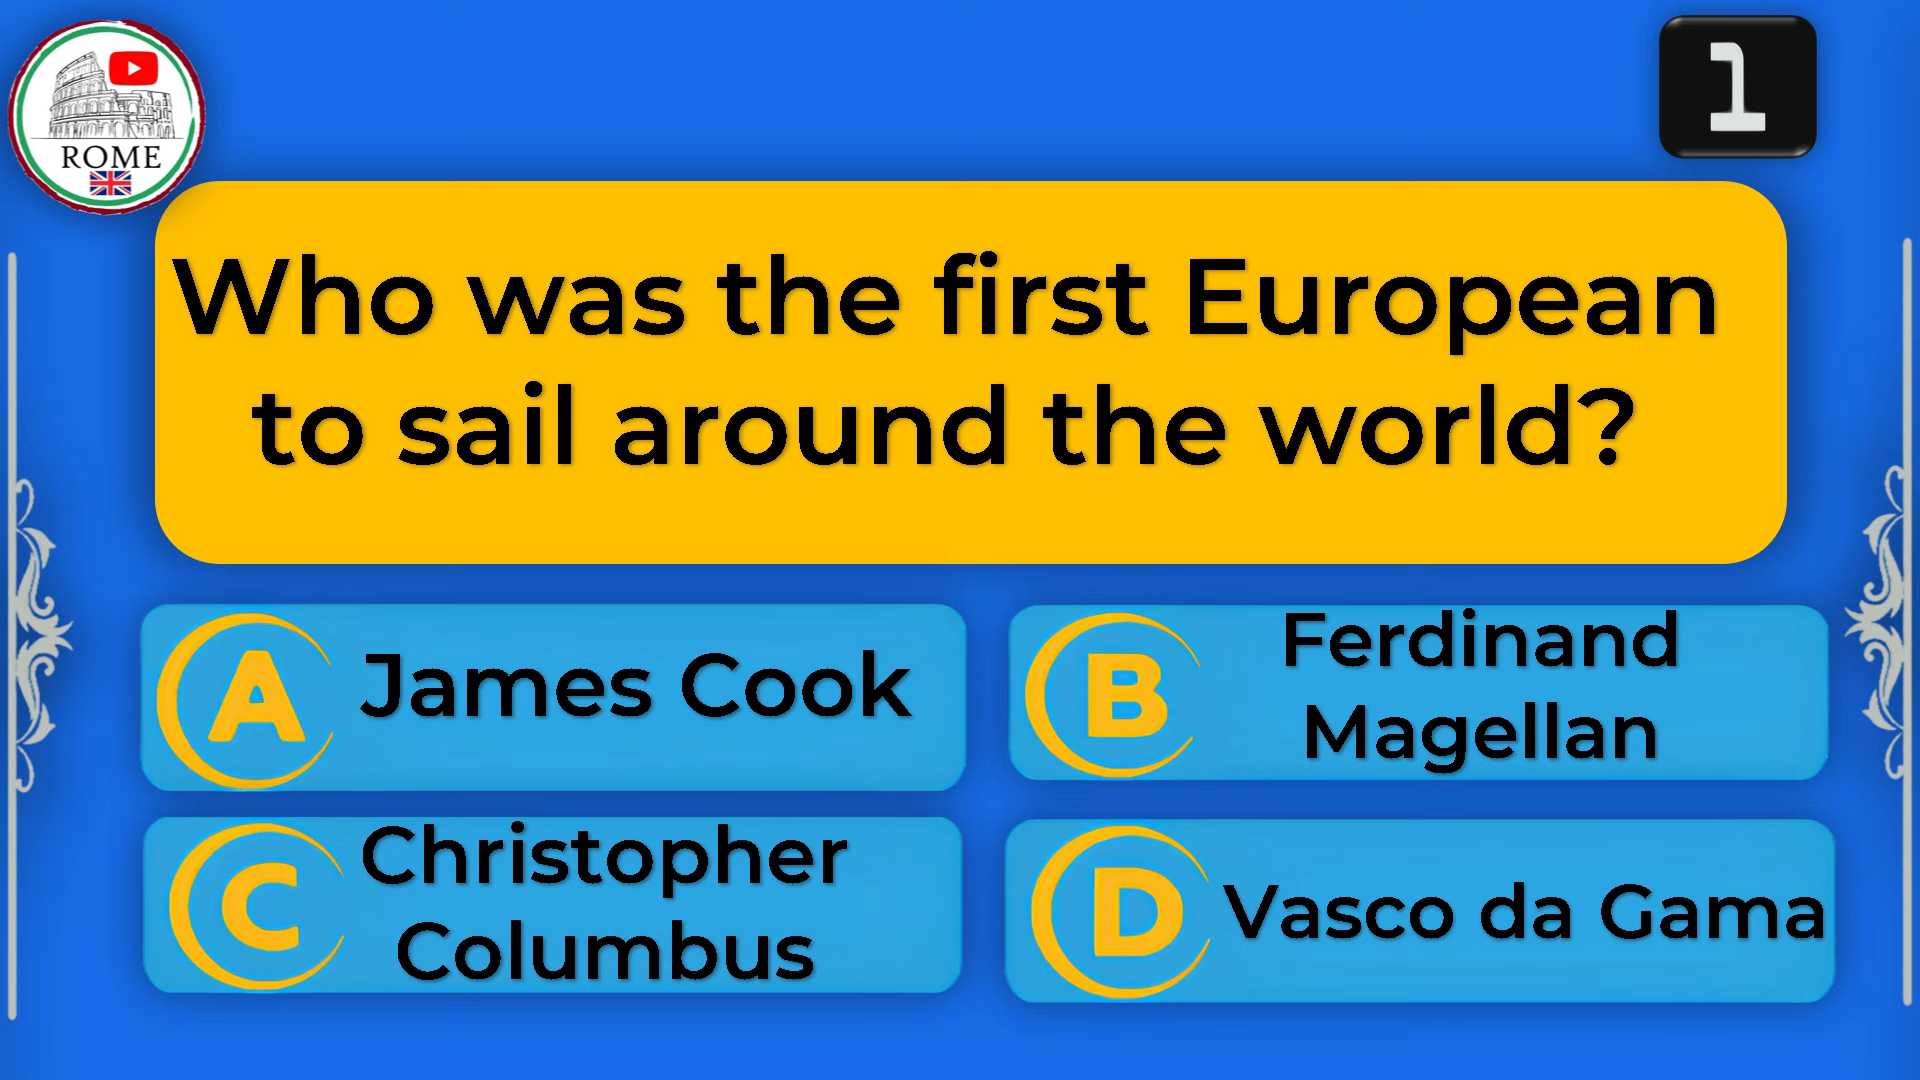 ROME
1
Who was the first European
to sail around the world?
A
James Cook
B
Ferdinand
Magellan
C
Christopher
Columbus
D
Vasco da Gama